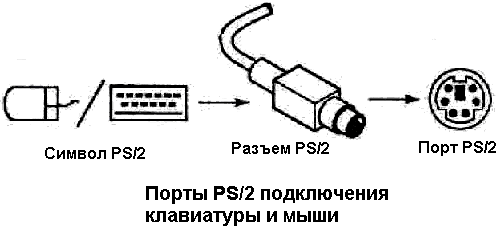 Символ PS/2
Разъем PS/2
Порт PS/2
Порты PS/2 подключения
клавиатуры и мыши